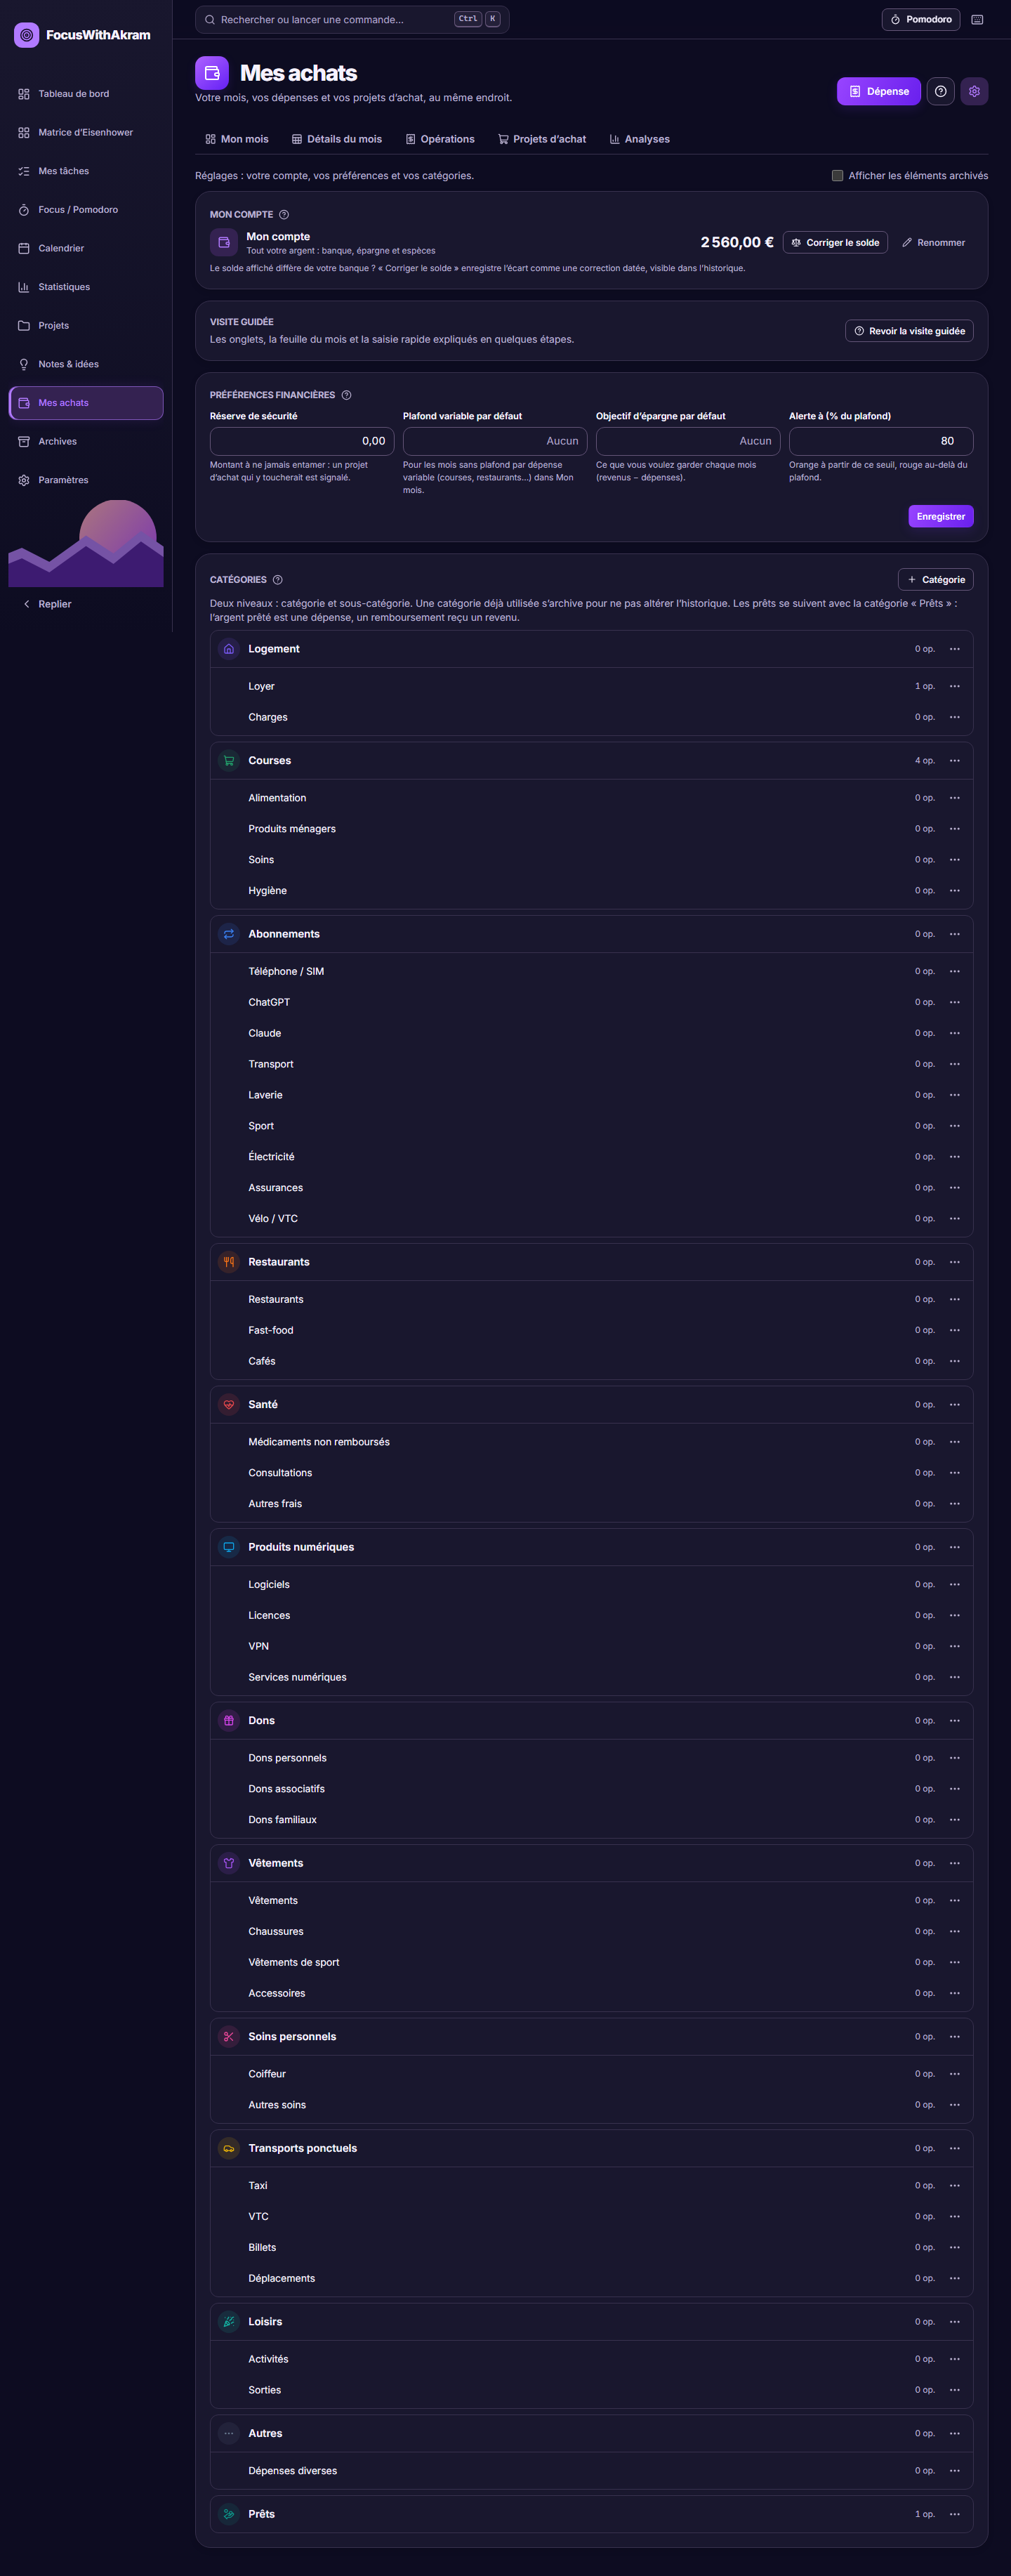 FocusWithAkram
Rechercher ou lancer une commande...
Ctrl K
Pomodoro
Tableau de bord
Matrice d'Eisenhower
Mes tâches
Focus / Pomodoro
Calendrier
Statistiques
Projets
Notes & idées
Mes achats
Archives
Paramètres
Replier
Mes achats
Votre mois, vos dépenses et vos projets d'achat, au même endroit.
Dépense
Mon mois
Détails du mois
Opérations
Projets d'achat
Analyses
Réglages : votre compte, vos préférences et vos catégories.
Afficher les éléments archivés
MON COMPTE
Mon compte
Tout votre argent : banque, épargne et espèces
2 560,00 €
Corriger le solde
Renommer
Le solde affiché diffère de votre banque ? « Corriger le solde » enregistre l'écart comme une correction datée, visible dans l'historique.
VISITE GUIDÉE
Les onglets, la feuille du mois et la saisie rapide expliqués en quelques étapes.
Revoir la visite guidée
PRÉFÉRENCES FINANCIÈRES
Réserve de sécurité
0,00
Montant à ne jamais entamer : un projet
d'achat qui y toucherait est signalé.
Plafond variable par défaut
Aucun
Pour les mois sans plafond par dépense
variable (courses, restaurants...) dans Mon
mois.
Objectif d'épargne par défaut
Aucun
Ce que vous voulez garder chaque mois
(revenus − dépenses).
Alerte à (% du plafond)
80
Orange à partir de ce seuil, rouge au-delà du
plafond.
Enregistrer
CATÉGORIES
Catégorie
Deux niveaux : catégorie et sous-catégorie. Une catégorie déjà utilisée s'archive pour ne pas altérer l'historique. Les prêts se suivent avec la catégorie « Prêts » :
l'argent prêté est une dépense, un remboursement reçu un revenu.
Logement 0 op.
Loyer 1 op.
Charges 0 op.
Courses 4 op.
Alimentation 0 op.
Produits ménagers 0 op.
Soins 0 op.
Hygiène 0 op.
Abonnements 0 op.
Téléphone / SIM 0 op.
ChatGPT 0 op.
Claude 0 op.
Transport 0 op.
Laverie 0 op.
Sport 0 op.
Électricité 0 op.
Assurances 0 op.
Vélo / VTC 0 op.
Restaurants 0 op.
Restaurants 0 op.
Fast-food 0 op.
Cafés 0 op.
Santé 0 op.
Médicaments non remboursés 0 op.
Consultations 0 op.
Autres frais 0 op.
Produits numériques 0 op.
Logiciels 0 op.
Licences 0 op.
VPN 0 op.
Services numériques 0 op.
Dons 0 op.
Dons personnels 0 op.
Dons associatifs 0 op.
Dons familiaux 0 op.
Vêtements 0 op.
Vêtements 0 op.
Chaussures 0 op.
Vêtements de sport 0 op.
Accessoires 0 op.
Soins personnels 0 op.
Coiffeur 0 op.
Autres soins 0 op.
Transports ponctuels 0 op.
Taxi 0 op.
VTC 0 op.
Billets 0 op.
Déplacements 0 op.
Loisirs 0 op.
Activités 0 op.
Sorties 0 op.
Autres 0 op.
Dépenses diverses 0 op.
Prêts 1 op.